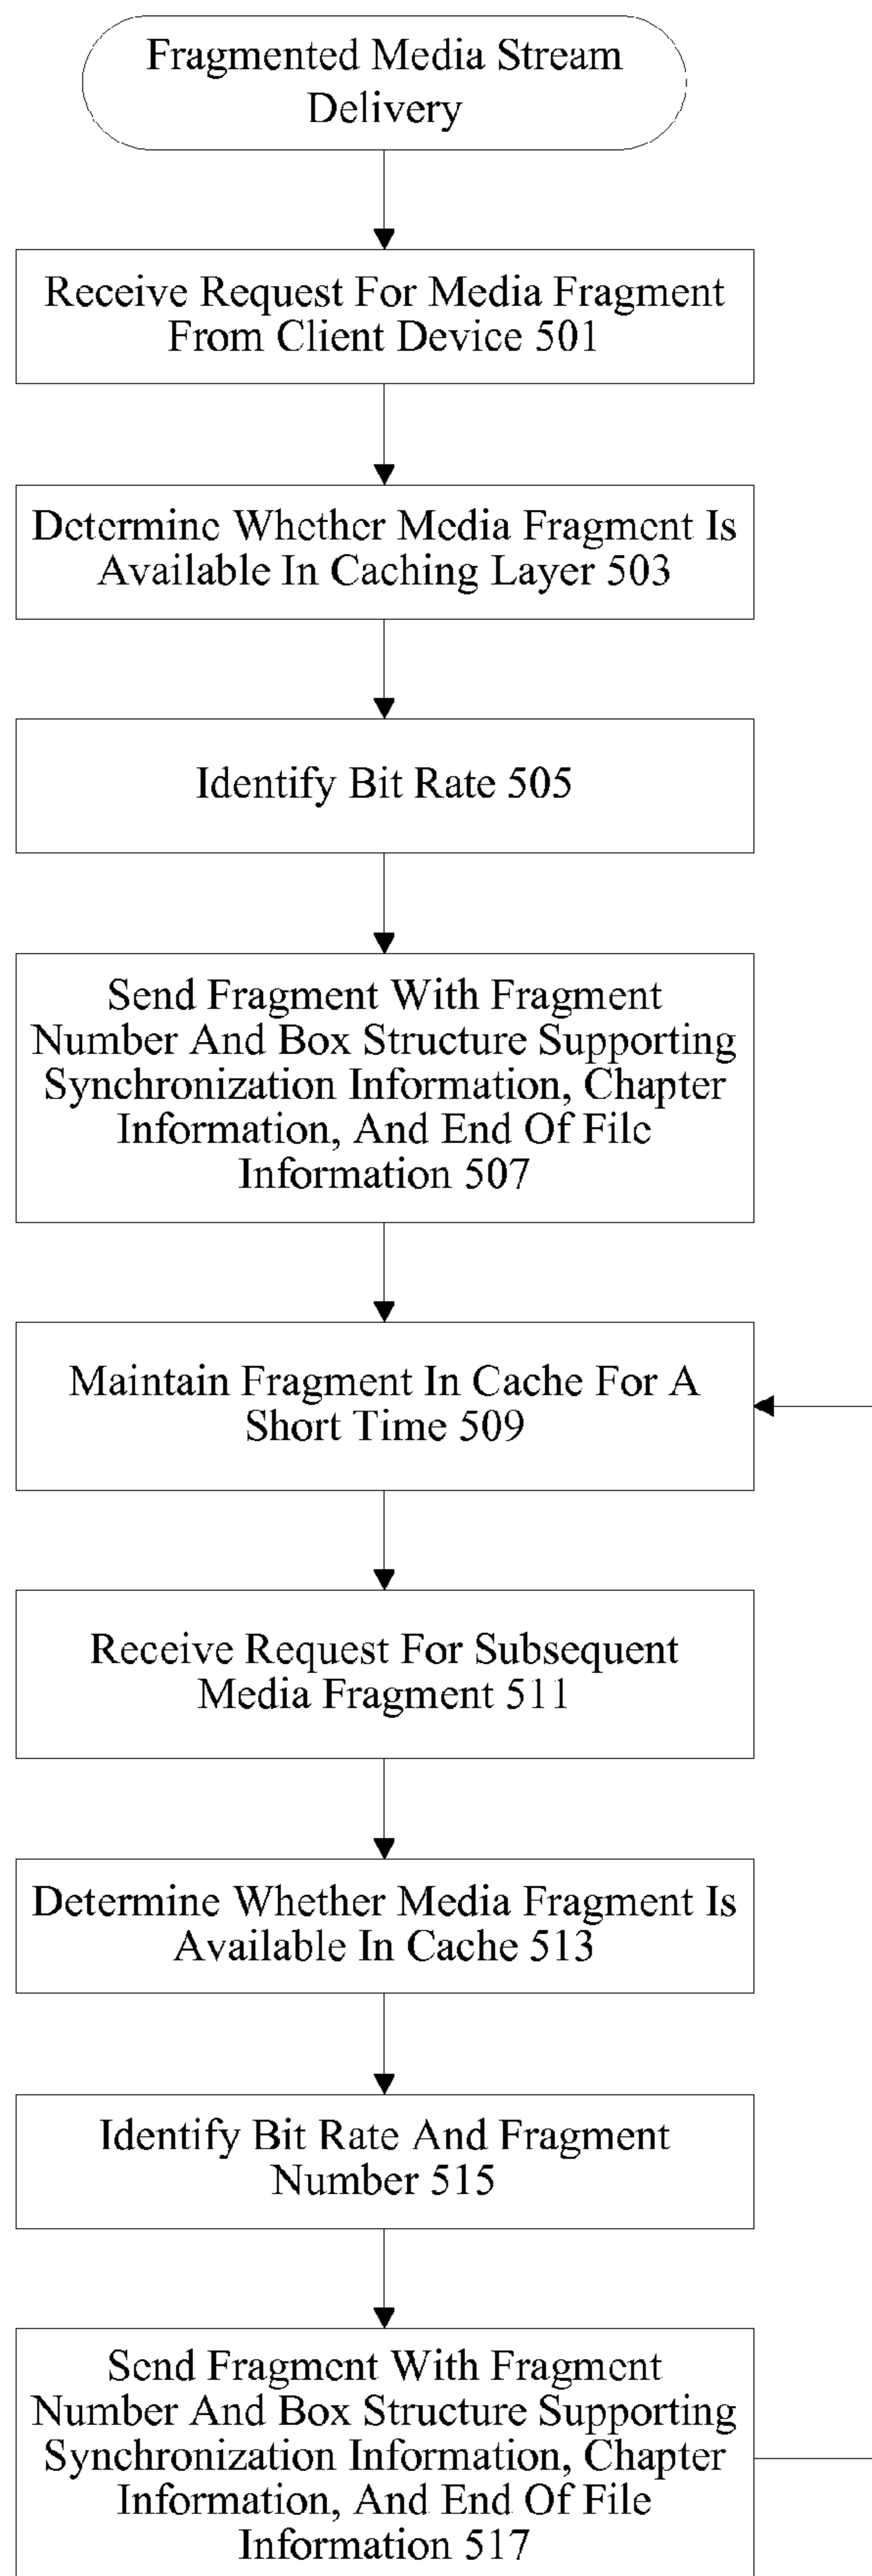 Fragmented Media Stream
Delivery
Receive Request For Media Fragment
From Client Device 501
Determine Whether Media Fragment Is
Available In Caching Layer 503
Identify Bit Rate 505
Send Fragment With Fragment
Number And Box Structure Supporting
Synchronization Information, Chapter
Information, And End Of File
Information 507
Maintain Fragment In Cache For A
Short Time 509
Receive Request For Subsequent
Media Fragment 511
Determine Whether Media Fragment Is
Available In Cache 513
Identify Bit Rate And Fragment
Number 515
Send Fragment With Fragment
Number And Box Structure Supporting
Synchronization Information, Chapter
Information, And End Of File
Information 517